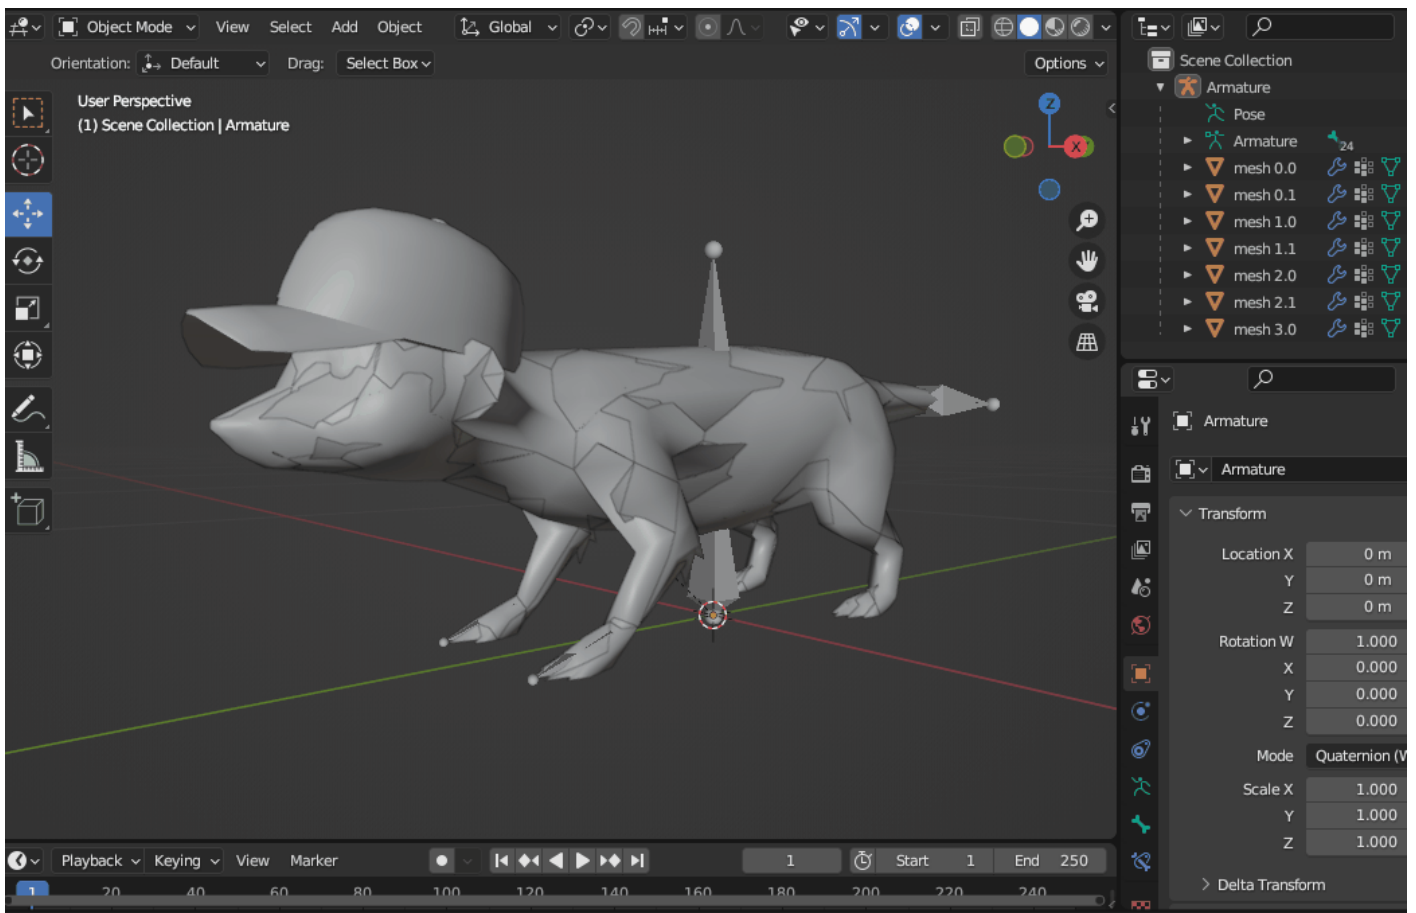 Object Mode View Select Add Object Global
Orientation: Default Drag: Select Box Options
User Perspective
(1) Scene Collection | Armature
Z
X
Scene Collection
Armature
Pose
Armature 24
mesh 0.0
mesh 0.1
mesh 1.0
mesh 1.1
mesh 2.0
mesh 2.1
mesh 3.0
Armature
Armature
Transform
Location X 0 m
Y 0 m
Z 0 m
Rotation W 1.000
X 0.000
Y 0.000
Z 0.000
Mode Quaternion (W
Scale X 1.000
Y 1.000
Z 1.000
Delta Transform
Playback Keying View Marker 1 Start 1 End 250
1 20 40 60 80 100 120 140 160 180 200 220 240